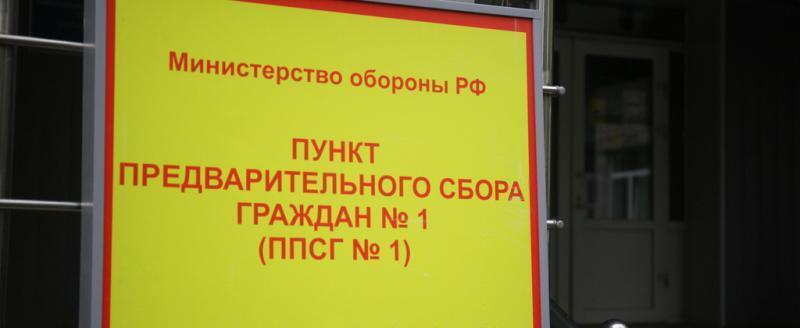 Министерство обороны РФ
ПУНКТ
ПРЕДВАРИТЕЛЬНОГО СБОРА
ГРАЖДАН № 1
(ППСГ № 1)